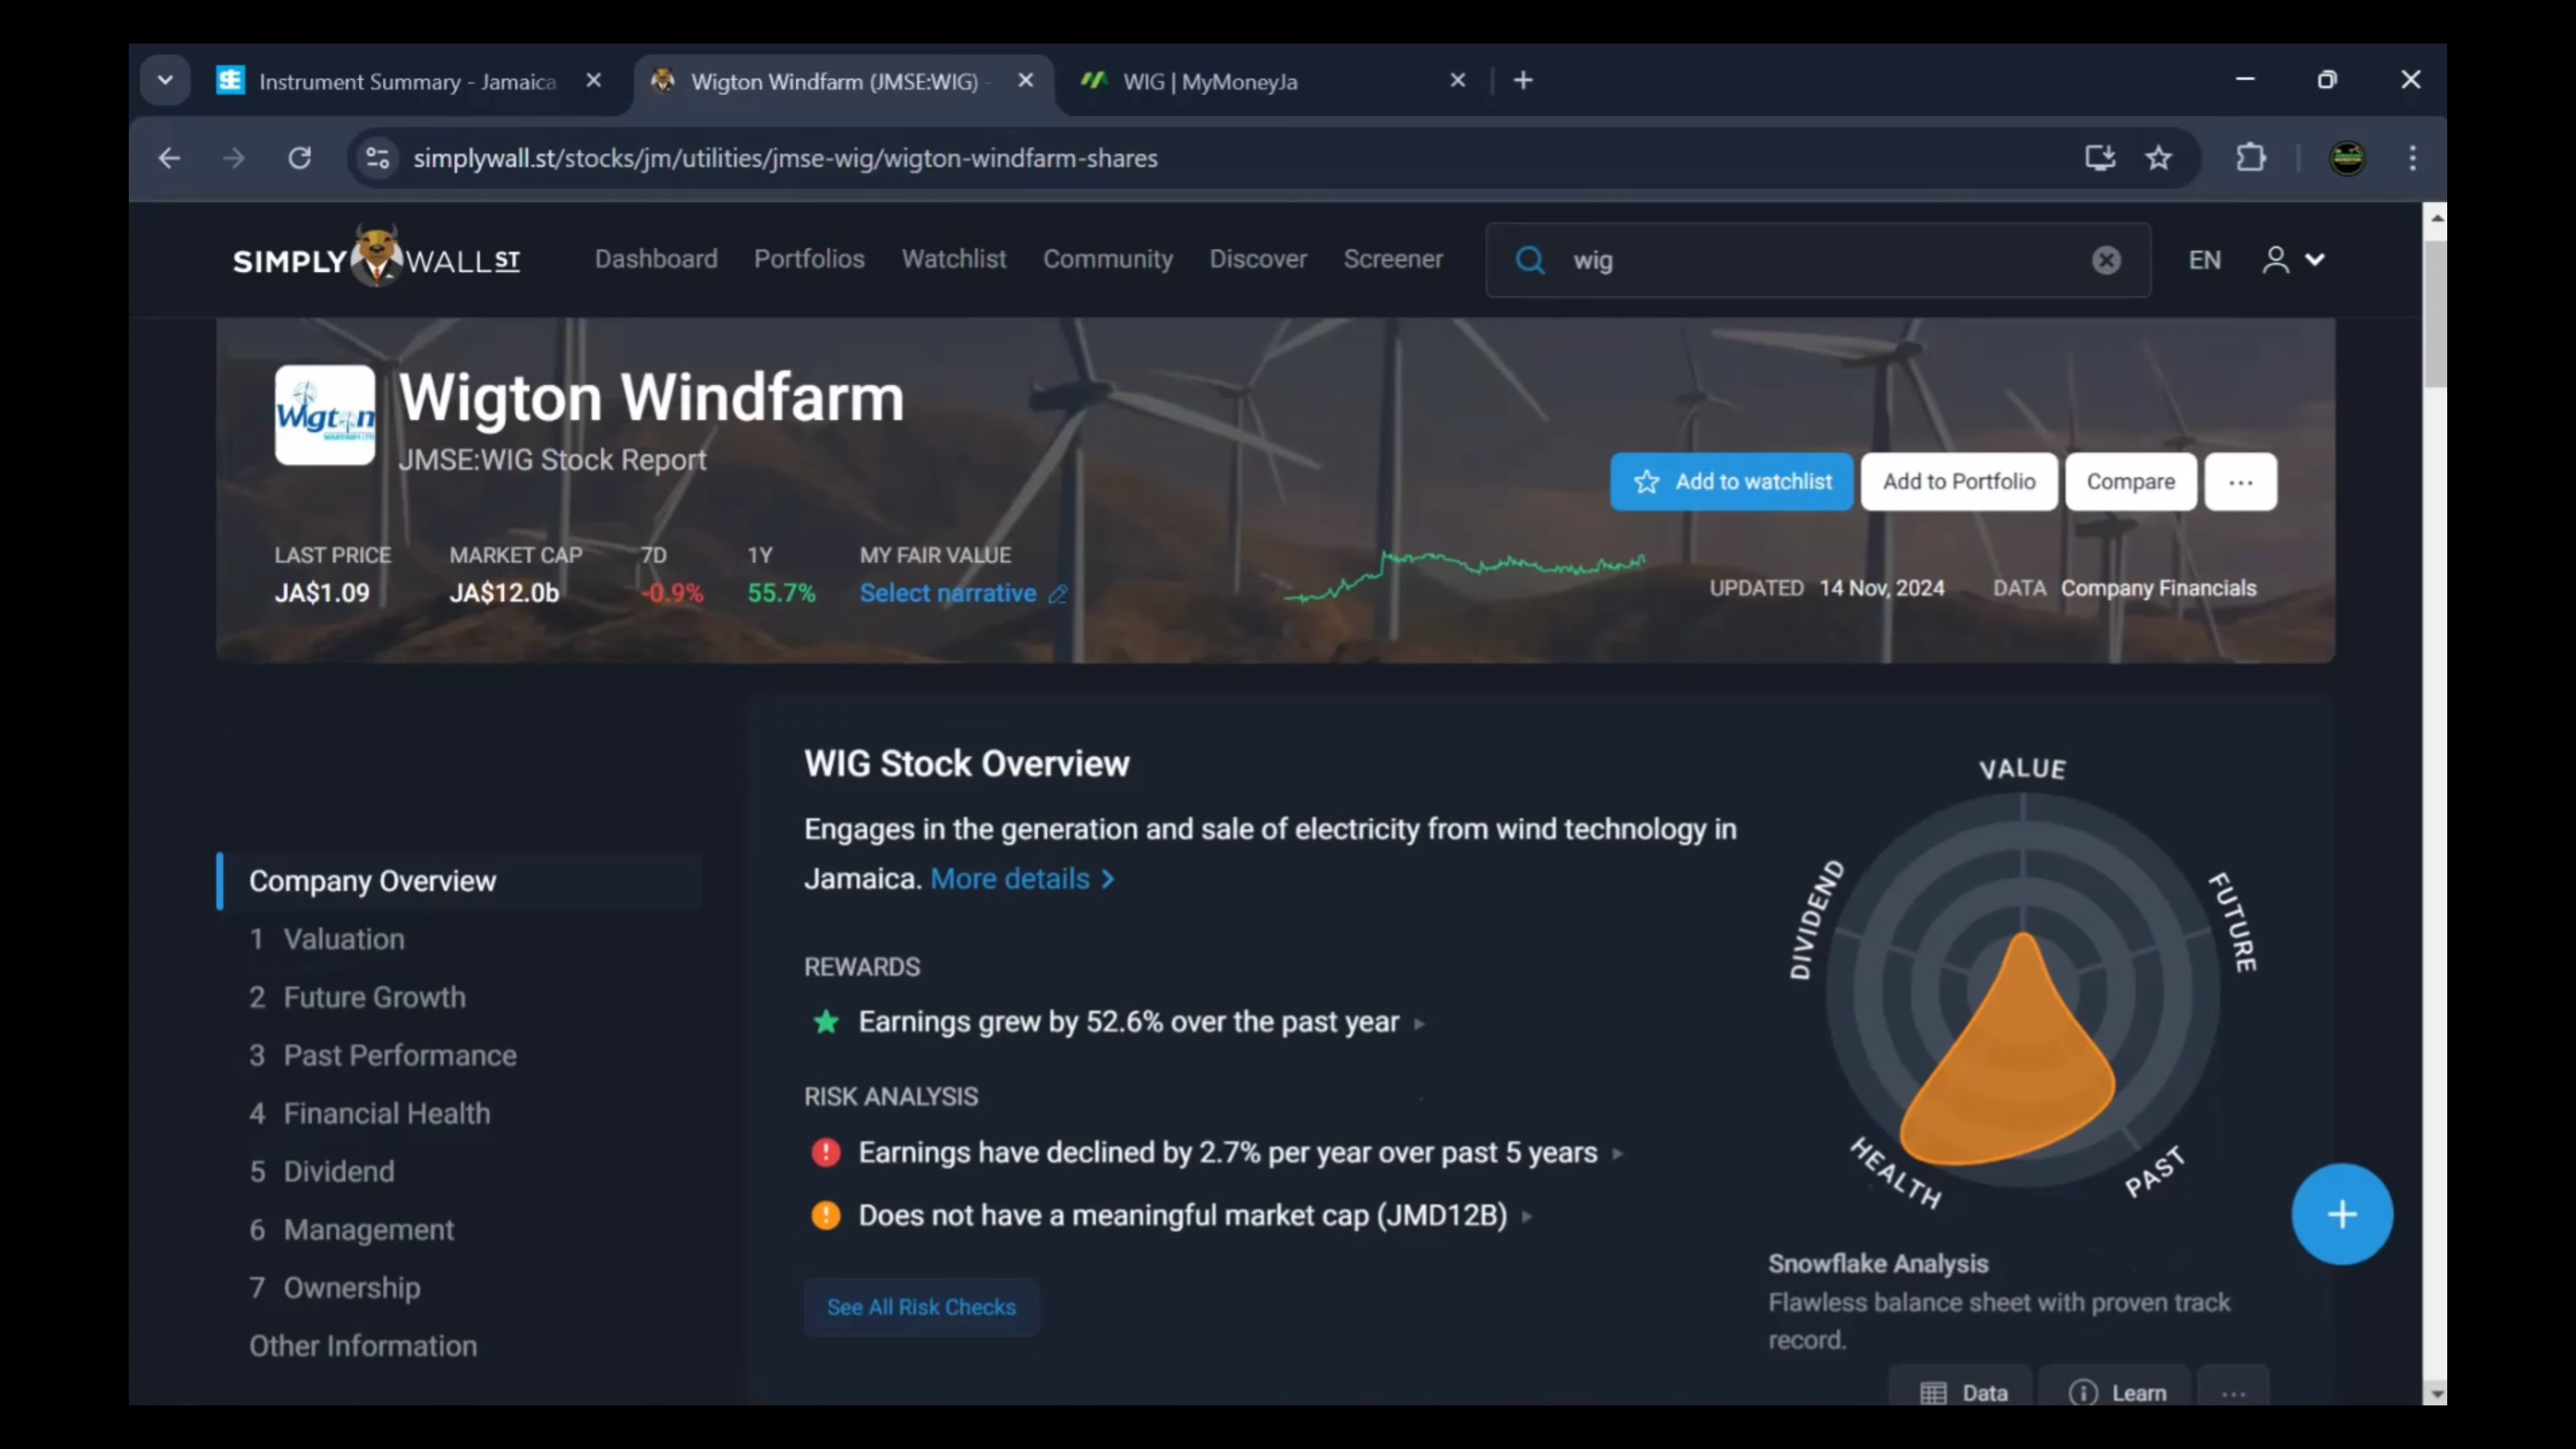 Instrument Summary - Jamaica
Wigton Windfarm (JMSE:WIG) -
WIG | MyMoneyJa
simplywall.st/stocks/jm/utilities/jmse-wig/wigton-windfarm-shares
SIMPLY WALL ST
Dashboard
Portfolios
Watchlist
Community
Discover
Screener
wig
EN
Wigton
Wigton Windfarm
JMSE:WIG Stock Report
Add to watchlist
Add to Portfolio
Compare
LAST PRICE
JA$1.09
MARKET CAP
JA$12.0b
7D
-0.9%
1Y
55.7%
MY FAIR VALUE
Select narrative
UPDATED 14 Nov, 2024
DATA Company Financials
Company Overview
1 Valuation
2 Future Growth
3 Past Performance
4 Financial Health
5 Dividend
6 Management
7 Ownership
Other Information
WIG Stock Overview
Engages in the generation and sale of electricity from wind technology in
Jamaica. More details
REWARDS
Earnings grew by 52.6% over the past year
RISK ANALYSIS
Earnings have declined by 2.7% per year over past 5 years
Does not have a meaningful market cap (JMD12B)
See All Risk Checks
VALUE
FUTURE
PAST
HEALTH
DIVIDEND
Snowflake Analysis
Flawless balance sheet with proven track
record.
Data
Learn